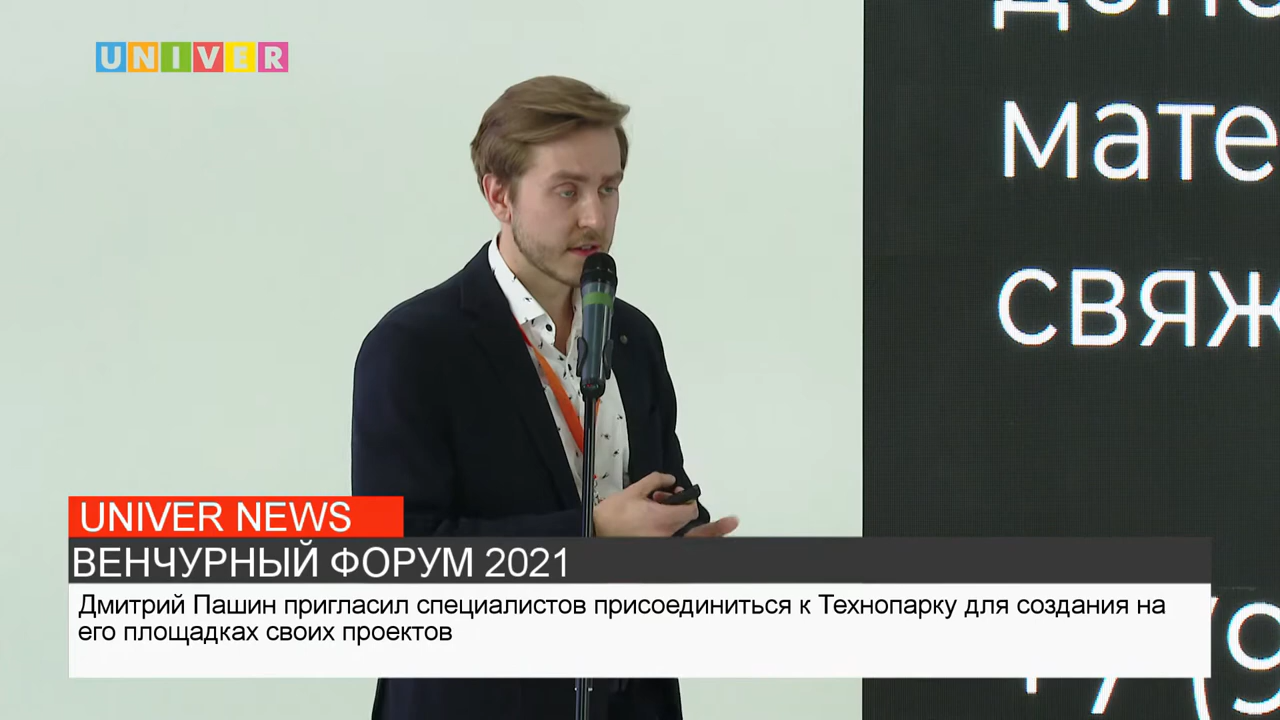 UNIVER
мате
свяж
UNIVER NEWS
ВЕНЧУРНЫЙ ФОРУМ 2021
Дмитрий Пашин пригласил специалистов присоединиться к Технопарку для создания на
его площадках своих проектов